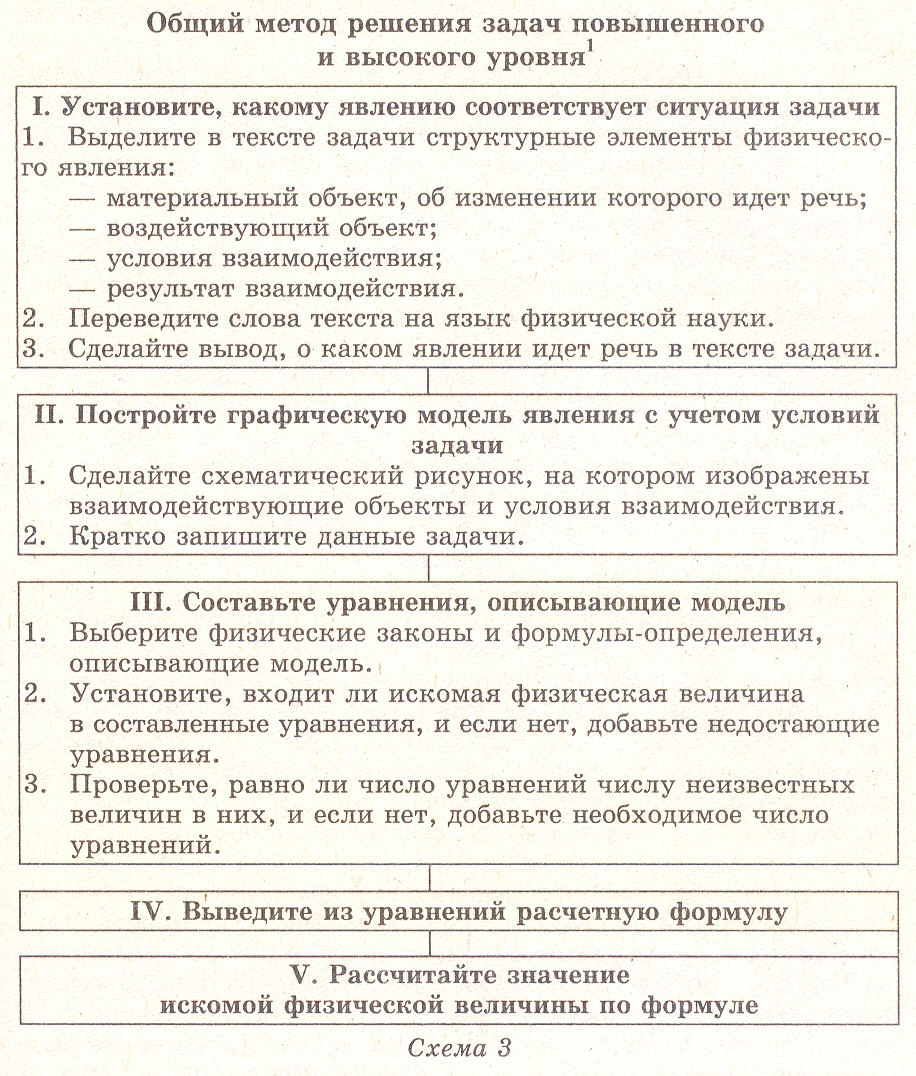 Общий метод решения задач повышенного
и высокого уровня¹
I. Установите, какому явлению соответствует ситуация задачи
1. Выделите в тексте задачи структурные элементы физическо-
го явления:
— материальный объект, об изменении которого идет речь;
— воздействующий объект;
— условия взаимодействия;
— результат взаимодействия.
2. Переведите слова текста на язык физической науки.
3. Сделайте вывод, о каком явлении идет речь в тексте задачи.
II. Постройте графическую модель явления с учетом условий
задачи
1. Сделайте схематический рисунок, на котором изображены
взаимодействующие объекты и условия взаимодействия.
2. Кратко запишите данные задачи.
III. Составьте уравнения, описывающие модель
1. Выберите физические законы и формулы-определения,
описывающие модель.
2. Установите, входит ли искомая физическая величина
в составленные уравнения, и если нет, добавьте недостающие
уравнения.
3. Проверьте, равно ли число уравнений числу неизвестных
величин в них, и если нет, добавьте необходимое число
уравнений.
IV. Выведите из уравнений расчетную формулу
V. Рассчитайте значение
искомой физической величины по формуле
Схема 3